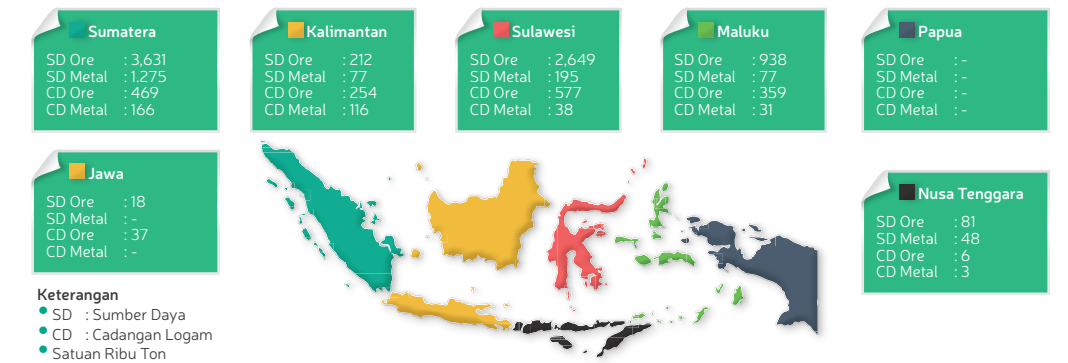 Sumatera
SD Ore : 3,631
SD Metal : 1.275
CD Ore : 469
CD Metal : 166
Kalimantan
SD Ore : 212
SD Metal : 77
CD Ore : 254
CD Metal : 116
Sulawesi
SD Ore : 2,649
SD Metal : 195
CD Ore : 577
CD Metal : 38
Maluku
SD Ore : 938
SD Metal : 77
CD Ore : 359
CD Metal : 31
Papua
SD Ore : -
SD Metal : -
CD Ore : -
CD Metal : -
Jawa
SD Ore : 18
SD Metal : -
CD Ore : 37
CD Metal : -
Nusa Tenggara
SD Ore : 81
SD Metal : 48
CD Ore : 6
CD Metal : 3
Keterangan
• SD : Sumber Daya
• CD : Cadangan Logam
• Satuan Ribu Ton